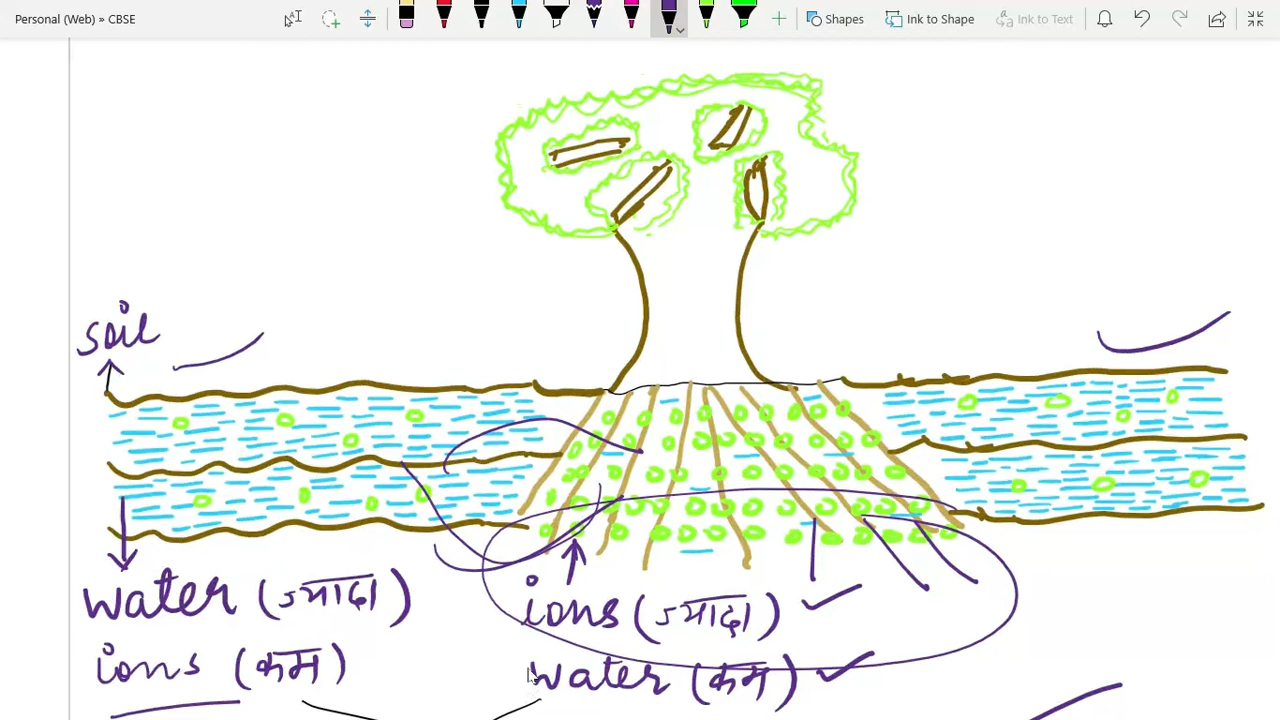 Personal (Web) » CBSE
Shapes
Ink to Shape
Ink to Text
soil
water (ज्यादा)
ions (कम)
ions (ज्यादा)
water (कम)